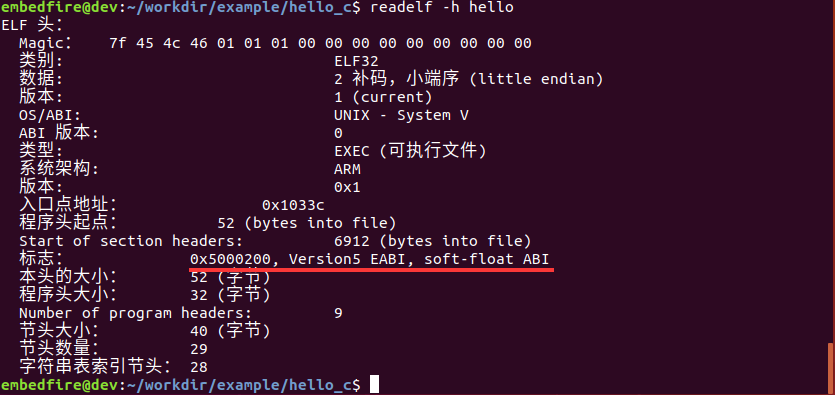 embedfire@dev:~/workdir/example/hello_c$ readelf -h hello
ELF 头：
  Magic：   7f 45 4c 46 01 01 01 00 00 00 00 00 00 00 00 00
  类别:                              ELF32
  数据:                              2 补码，小端序 (little endian)
  版本:                              1 (current)
  OS/ABI:                            UNIX - System V
  ABI 版本:                          0
  类型:                              EXEC (可执行文件)
  系统架构:                          ARM
  版本:                              0x1
  入口点地址：               0x1033c
  程序头起点：          52 (bytes into file)
  Start of section headers:          6912 (bytes into file)
  标志：             0x5000200, Version5 EABI, soft-float ABI
  本头的大小：       52 (字节)
  程序头大小：       32 (字节)
  Number of program headers:         9
  节头大小：         40 (字节)
  节头数量：         29
  字符串表索引节头： 28
embedfire@dev:~/workdir/example/hello_c$